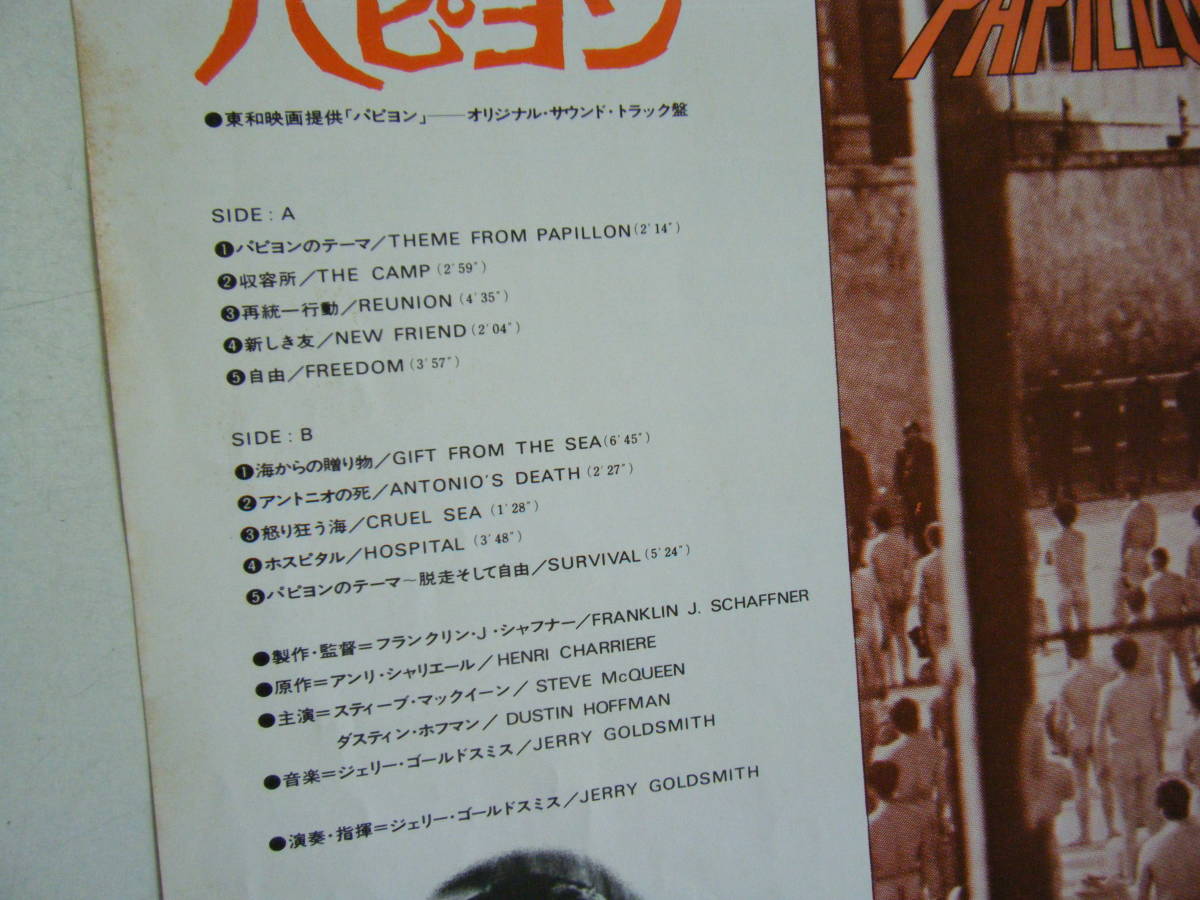 パピヨン
PAPILLO
●東和映画提供「パピヨン」──オリジナル・サウンド・トラック盤
SIDE : A
❶パピヨンのテーマ/THEME FROM PAPILLON(2′14″)
❷収容所/THE CAMP(2′59″)
❸再統一行動/REUNION(4′35″)
❹新しき友/NEW FRIEND(2′04″)
❺自由/FREEDOM(3′57″)
SIDE : B
❶海からの贈り物/GIFT FROM THE SEA(6′45″)
❷アントニオの死/ANTONIO'S DEATH(2′27″)
❸怒り狂う海/CRUEL SEA(1′28″)
❹ホスピタル/HOSPITAL(3′48″)
❺パピヨンのテーマ~脱走そして自由/SURVIVAL(5′24″)
●製作・監督=フランクリン・J・シャフナー/FRANKLIN J. SCHAFFNER
●原作=アンリ・シャリエール/HENRI CHARRIERE
●主演=スティーブ・マックイーン/STEVE McQUEEN
ダスティン・ホフマン/DUSTIN HOFFMAN
●音楽=ジェリー・ゴールドスミス/JERRY GOLDSMITH
●演奏・指揮=ジェリー・ゴールドスミス/JERRY GOLDSMITH